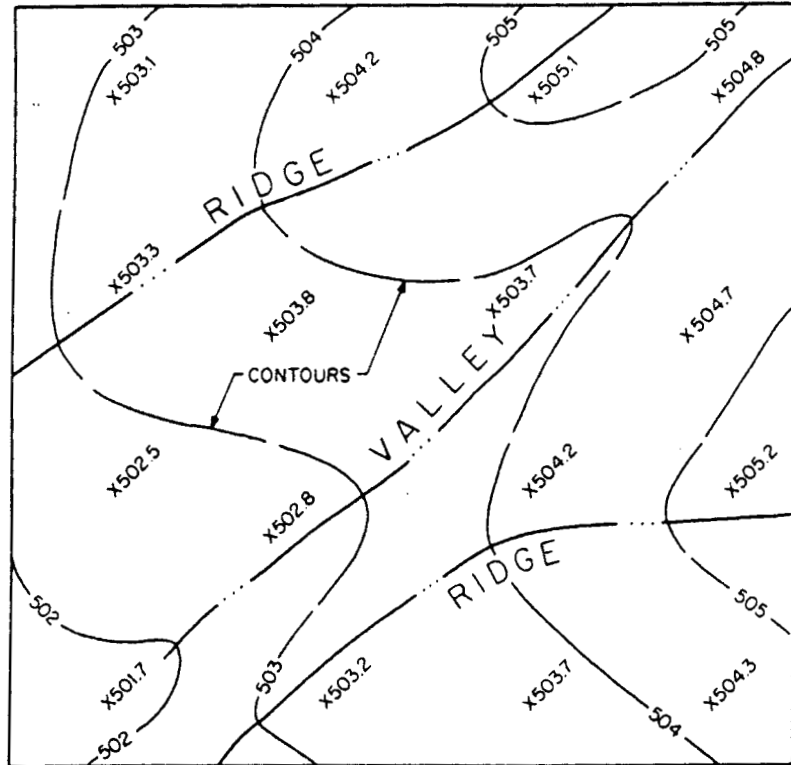 503
504
505
505
X503.1
X504.2
X505.1
X504.8
RIDGE
X503.3
X503.8
X503.7
X504.7
CONTOURS
VALLEY
X502.5
X502.8
X504.2
X505.2
RIDGE
502
505
X501.7
503
X503.2
X503.7
X504.3
504
502